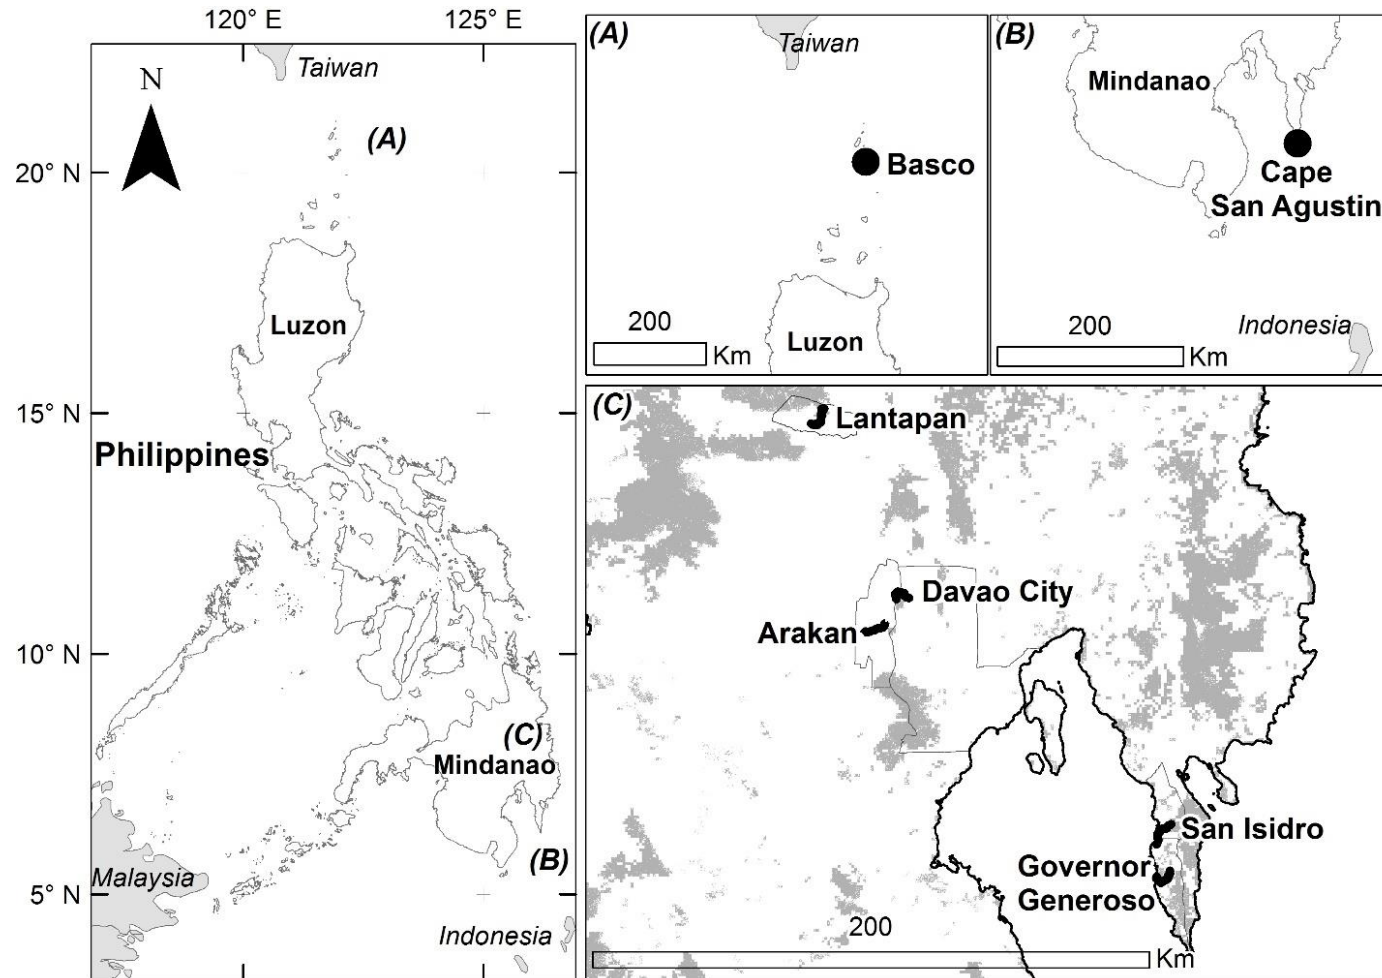 120° E
125° E
Taiwan
N
(A)
20° N
Luzon
15° N
Philippines
10° N
(C)
Mindanao
(B)
Malaysia
5° N
Indonesia
(A)
Taiwan
Basco
200
Km
Luzon
(B)
Mindanao
Cape
San Agustin
200
Km
Indonesia
(C)
Lantapan
Davao City
Arakan
San Isidro
Governor
Generoso
200
Km